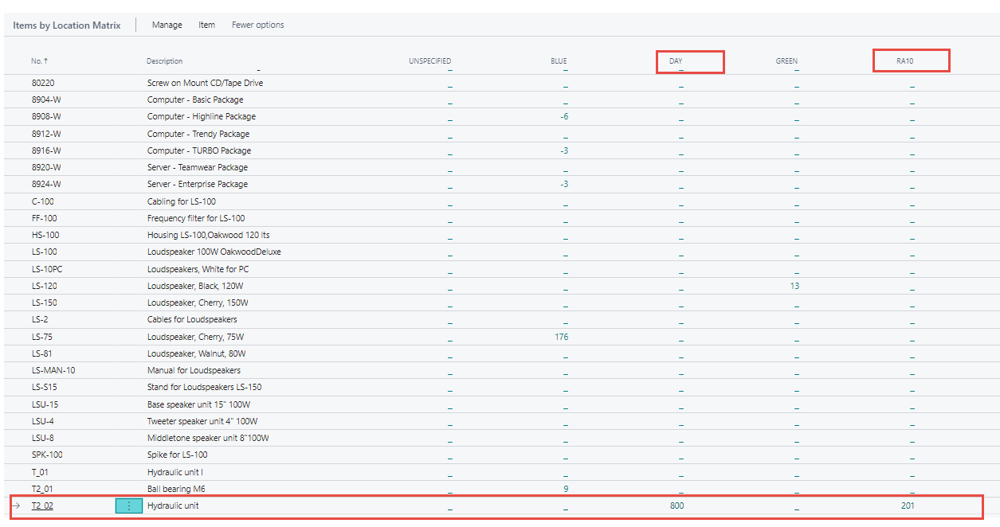 Items by Location Matrix Manage Item Fewer options
No. ↑ Description UNSPECIFIED BLUE DAY GREEN RA10
_ _ _ _ _
80220 Screw on Mount CD/Tape Drive _ _ _ _ _
8904-W Computer - Basic Package _ _ _ _ _
8908-W Computer - Highline Package _ -6 _ _ _
8912-W Computer - Trendy Package _ _ _ _ _
8916-W Computer - TURBO Package _ -3 _ _ _
8920-W Server - Teamwear Package _ _ _ _ _
8924-W Server - Enterprise Package _ -3 _ _ _
C-100 Cabling for LS-100 _ _ _ _ _
FF-100 Frequency filter for LS-100 _ _ _ _ _
HS-100 Housing LS-100,Oakwood 120 lts _ _ _ _ _
LS-100 Loudspeaker 100W OakwoodDeluxe _ _ _ _ _
LS-10PC Loudspeakers, White for PC _ _ _ _ _
LS-120 Loudspeaker, Black, 120W _ _ _ 13 _
LS-150 Loudspeaker, Cherry, 150W _ _ _ _ _
LS-2 Cables for Loudspeakers _ _ _ _ _
LS-75 Loudspeaker, Cherry, 75W _ 176 _ _ _
LS-81 Loudspeaker, Walnut, 80W _ _ _ _ _
LS-MAN-10 Manual for Loudspeakers _ _ _ _ _
LS-S15 Stand for Loudspeakers LS-150 _ _ _ _ _
LSU-15 Base speaker unit 15" 100W _ _ _ _ _
LSU-4 Tweeter speaker unit 4" 100W _ _ _ _ _
LSU-8 Middletone speaker unit 8"100W _ _ _ _ _
SPK-100 Spike for LS-100 _ _ _ _ _
T_01 Hydraulic unit I _ _ _ _ _
T2_01 Ball bearing M6 _ 9 _ _ _
→ T2_02 ⋮ Hydraulic unit _ _ 800 _ 201